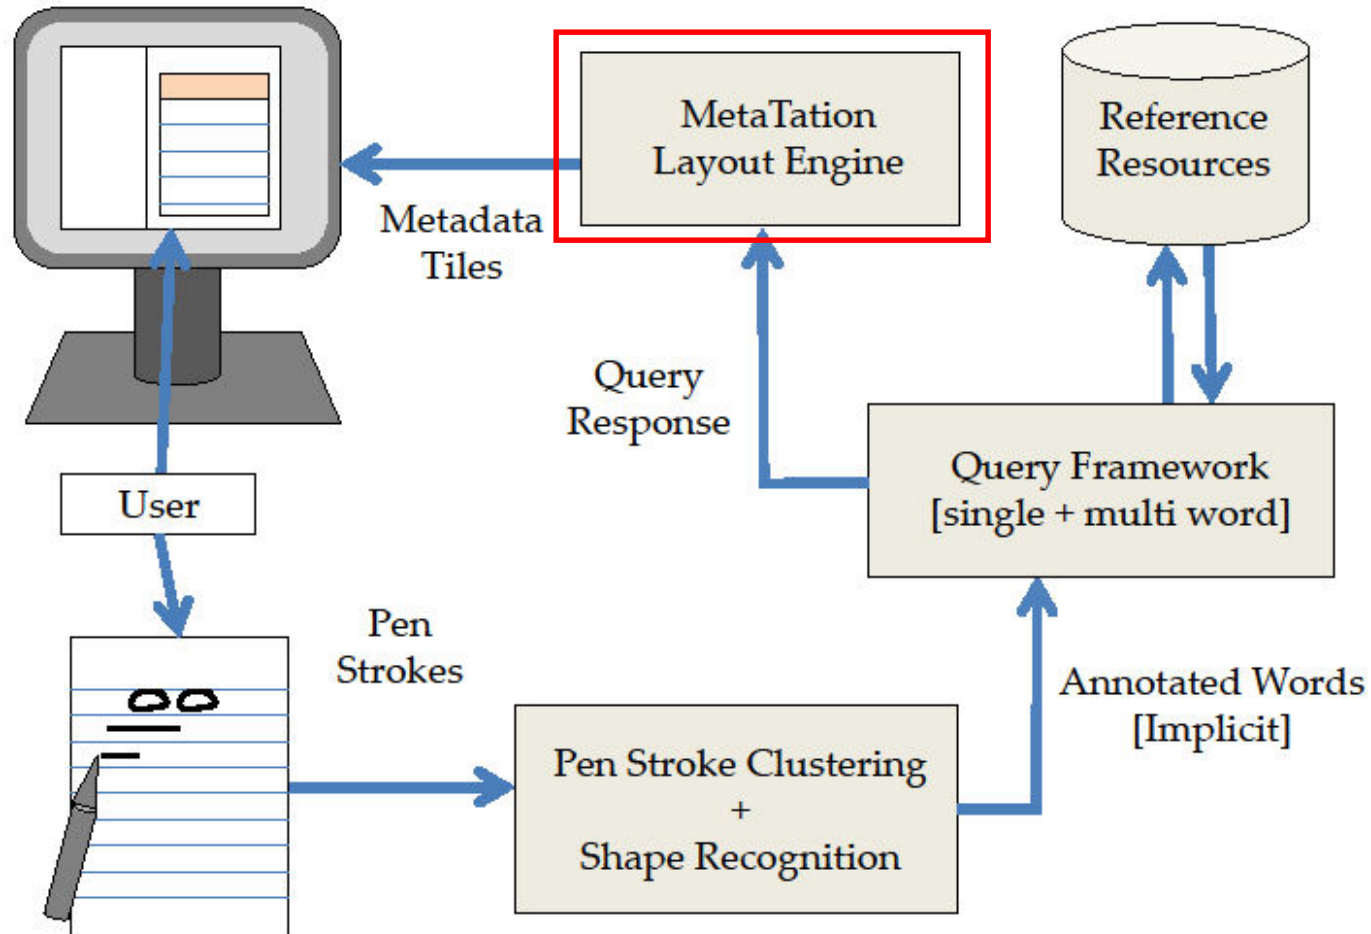 MetaTation
Layout Engine
Reference
Resources
Metadata
Tiles
Query
Response
Query Framework
[single + multi word]
User
Pen
Strokes
Annotated Words
[Implicit]
Pen Stroke Clustering
+
Shape Recognition